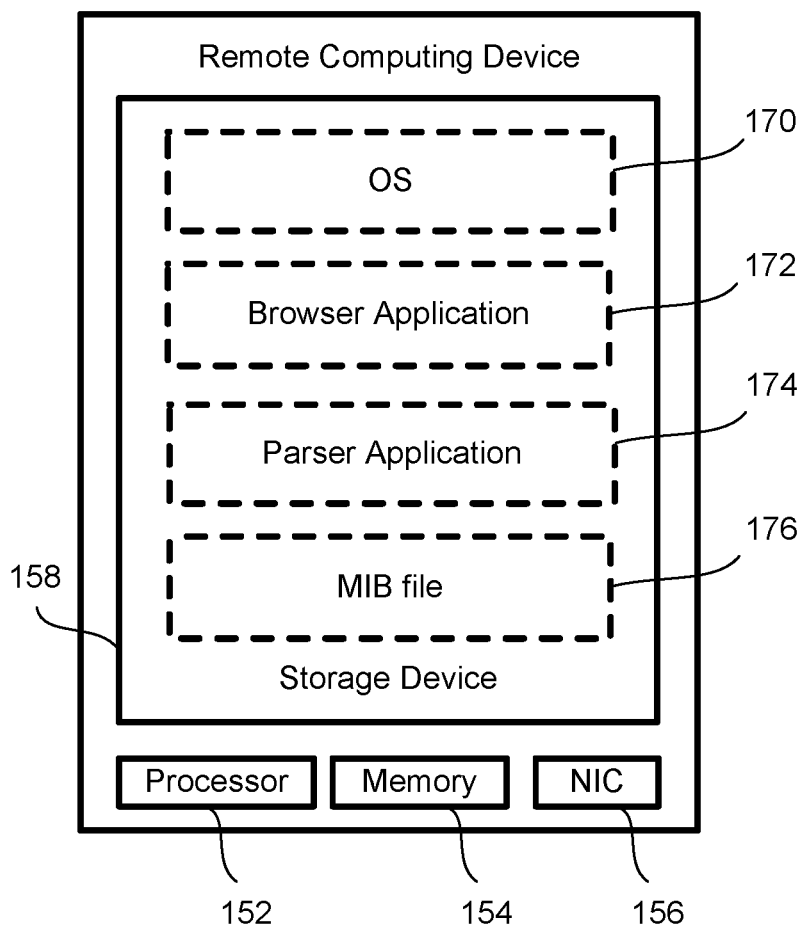 Remote Computing Device
170
OS
172
Browser Application
174
Parser Application
176
MIB file
158
Storage Device
Processor
Memory
NIC
152
154
156